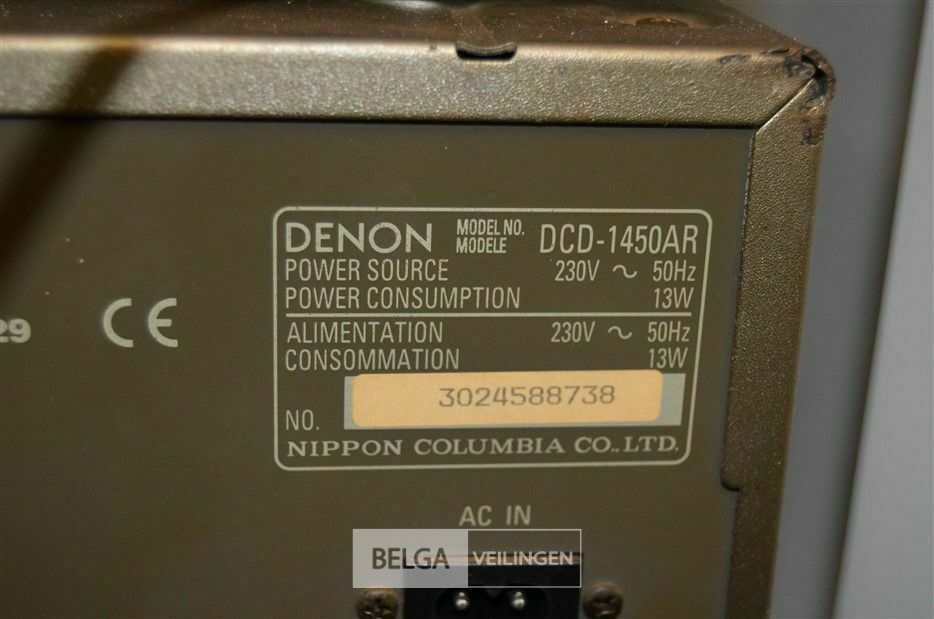 DENON MODEL NO. MODELE DCD-1450AR
POWER SOURCE 230V ~ 50Hz
POWER CONSUMPTION 13W
ALIMENTATION 230V ~ 50Hz
CONSOMMATION 13W
NO. 3024588738
NIPPON COLUMBIA CO.,LTD.
29 CE
AC IN
BELGA VEILINGEN